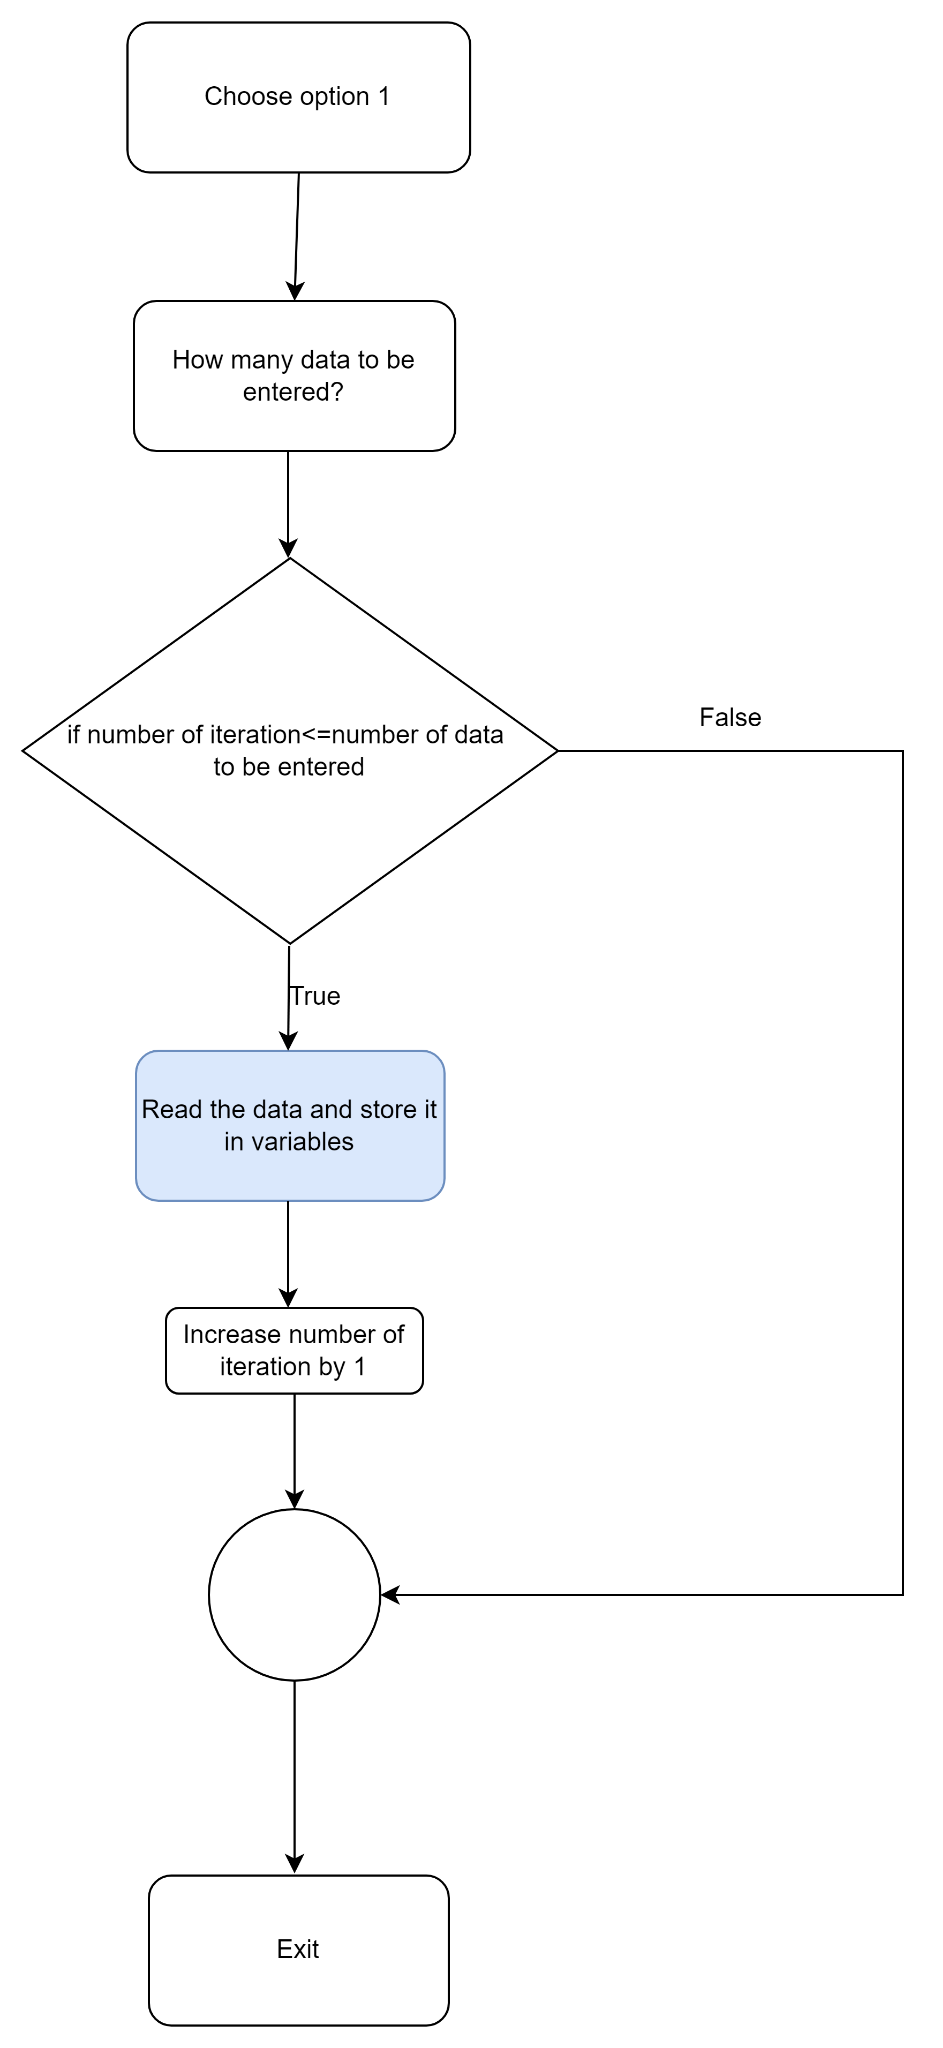 Choose option 1
How many data to be
entered?
if number of iteration<=number of data
to be entered
False
True
Read the data and store it
in variables
Increase number of
iteration by 1
Exit